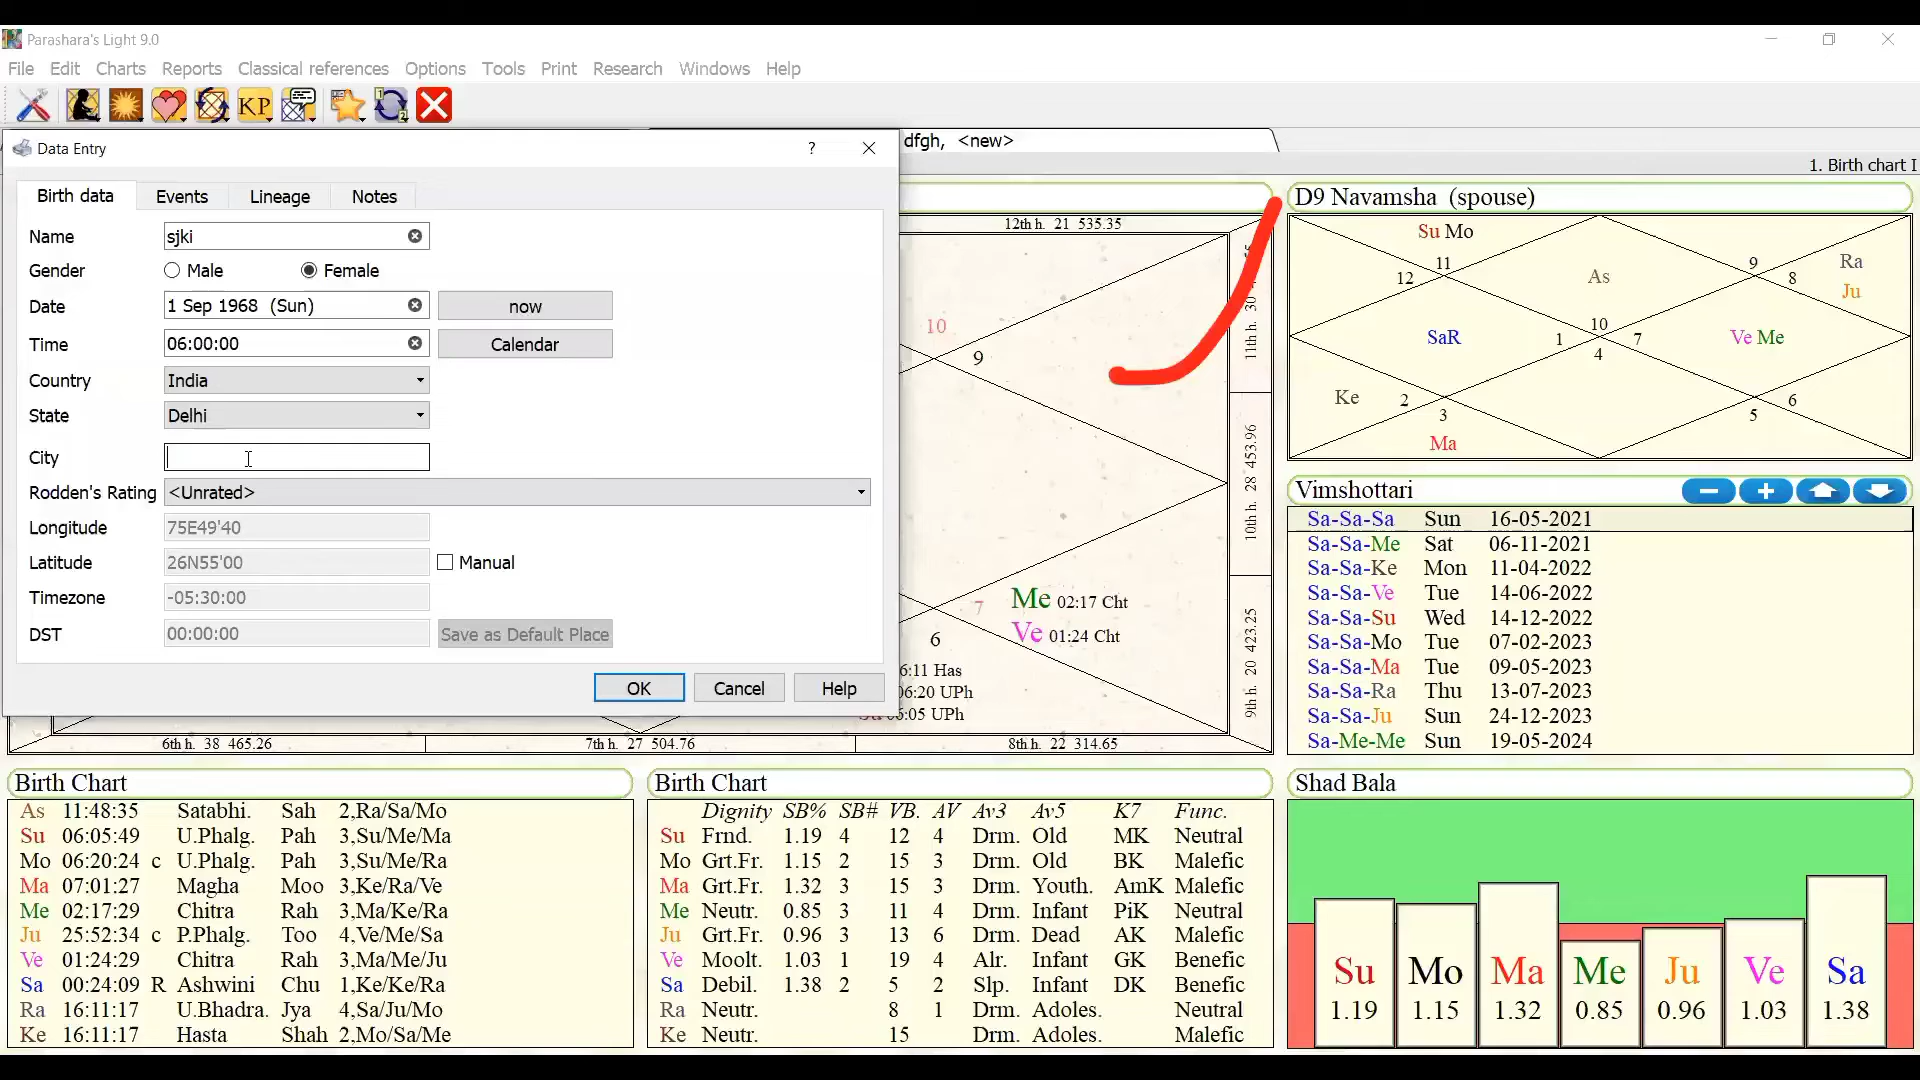 Parashara's Light 9.0
File Edit Charts Reports Classical references Options Tools Print Research Windows Help
KP
dfgh, <new>
1. Birth chart I
Data Entry
?
Birth data Events Lineage Notes
Name sjki
Gender Male Female
Date 1 Sep 1968 (Sun) now
Time 06:00:00 Calendar
Country India
State Delhi
City
Rodden's Rating <Unrated>
Longitude 75E49'40
Latitude 26N55'00 Manual
Timezone -05:30:00
DST 00:00:00 Save as Default Place
OK Cancel Help
12th h. 21 535.35
11th h. 30
10th h. 28 453.96
9th h. 20 423.25
10
9
7 Me 02:17 Cht
Ve 01:24 Cht
6
6:11 Has
06:20 UPh
06:05 UPh
6th h. 38 465.26 7th h. 27 504.76 8th h. 22 314.65
D9 Navamsha (spouse)
Su Mo
11 9 Ra
12 As 8
Ju
10
SaR 1 7 Ve Me
4
Ke 2 6
3 5
Ma
Vimshottari
Sa-Sa-Sa Sun 16-05-2021
Sa-Sa-Me Sat 06-11-2021
Sa-Sa-Ke Mon 11-04-2022
Sa-Sa-Ve Tue 14-06-2022
Sa-Sa-Su Wed 14-12-2022
Sa-Sa-Mo Tue 07-02-2023
Sa-Sa-Ma Tue 09-05-2023
Sa-Sa-Ra Thu 13-07-2023
Sa-Sa-Ju Sun 24-12-2023
Sa-Me-Me Sun 19-05-2024
Birth Chart
As 11:48:35 Satabhi. Sah 2,Ra/Sa/Mo
Su 06:05:49 U.Phalg. Pah 3,Su/Me/Ma
Mo 06:20:24 c U.Phalg. Pah 3,Su/Me/Ra
Ma 07:01:27 Magha Moo 3,Ke/Ra/Ve
Me 02:17:29 Chitra Rah 3,Ma/Ke/Ra
Ju 25:52:34 c P.Phalg. Too 4,Ve/Me/Sa
Ve 01:24:29 Chitra Rah 3,Ma/Me/Ju
Sa 00:24:09 R Ashwini Chu 1,Ke/Ke/Ra
Ra 16:11:17 U.Bhadra. Jya 4,Sa/Ju/Mo
Ke 16:11:17 Hasta Shah 2,Mo/Sa/Me
Birth Chart
Dignity SB% SB# VB. AV Av3 Av5 K7 Func.
Su Frnd. 1.19 4 12 4 Drm. Old MK Neutral
Mo Grt.Fr. 1.15 2 15 3 Drm. Old BK Malefic
Ma Grt.Fr. 1.32 3 15 3 Drm. Youth. AmK Malefic
Me Neutr. 0.85 3 11 4 Drm. Infant PiK Neutral
Ju Grt.Fr. 0.96 3 13 6 Drm. Dead AK Malefic
Ve Moolt. 1.03 1 19 4 Alr. Infant GK Benefic
Sa Debil. 1.38 2 5 2 Slp. Infant DK Benefic
Ra Neutr. 8 1 Drm. Adoles. Neutral
Ke Neutr. 15 Drm. Adoles. Malefic
Shad Bala
Su Mo Ma Me Ju Ve Sa
1.19 1.15 1.32 0.85 0.96 1.03 1.38